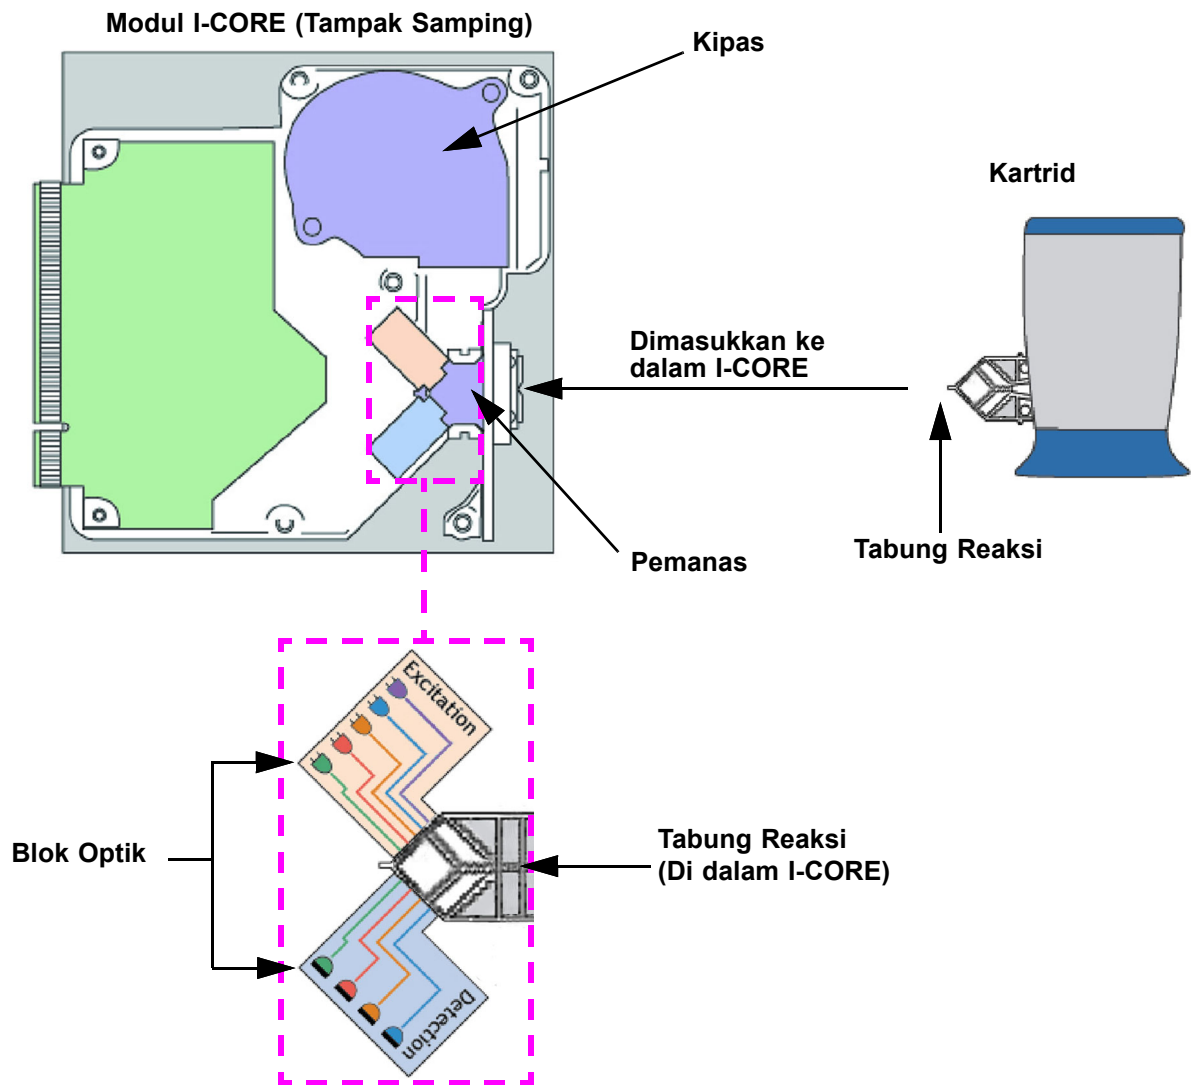 Modul I-CORE (Tampak Samping)
Kipas
Kartrid
Dimasukkan ke
dalam I-CORE
Tabung Reaksi
Pemanas
Excitation
Blok Optik
Tabung Reaksi
(Di dalam I-CORE)
Detection